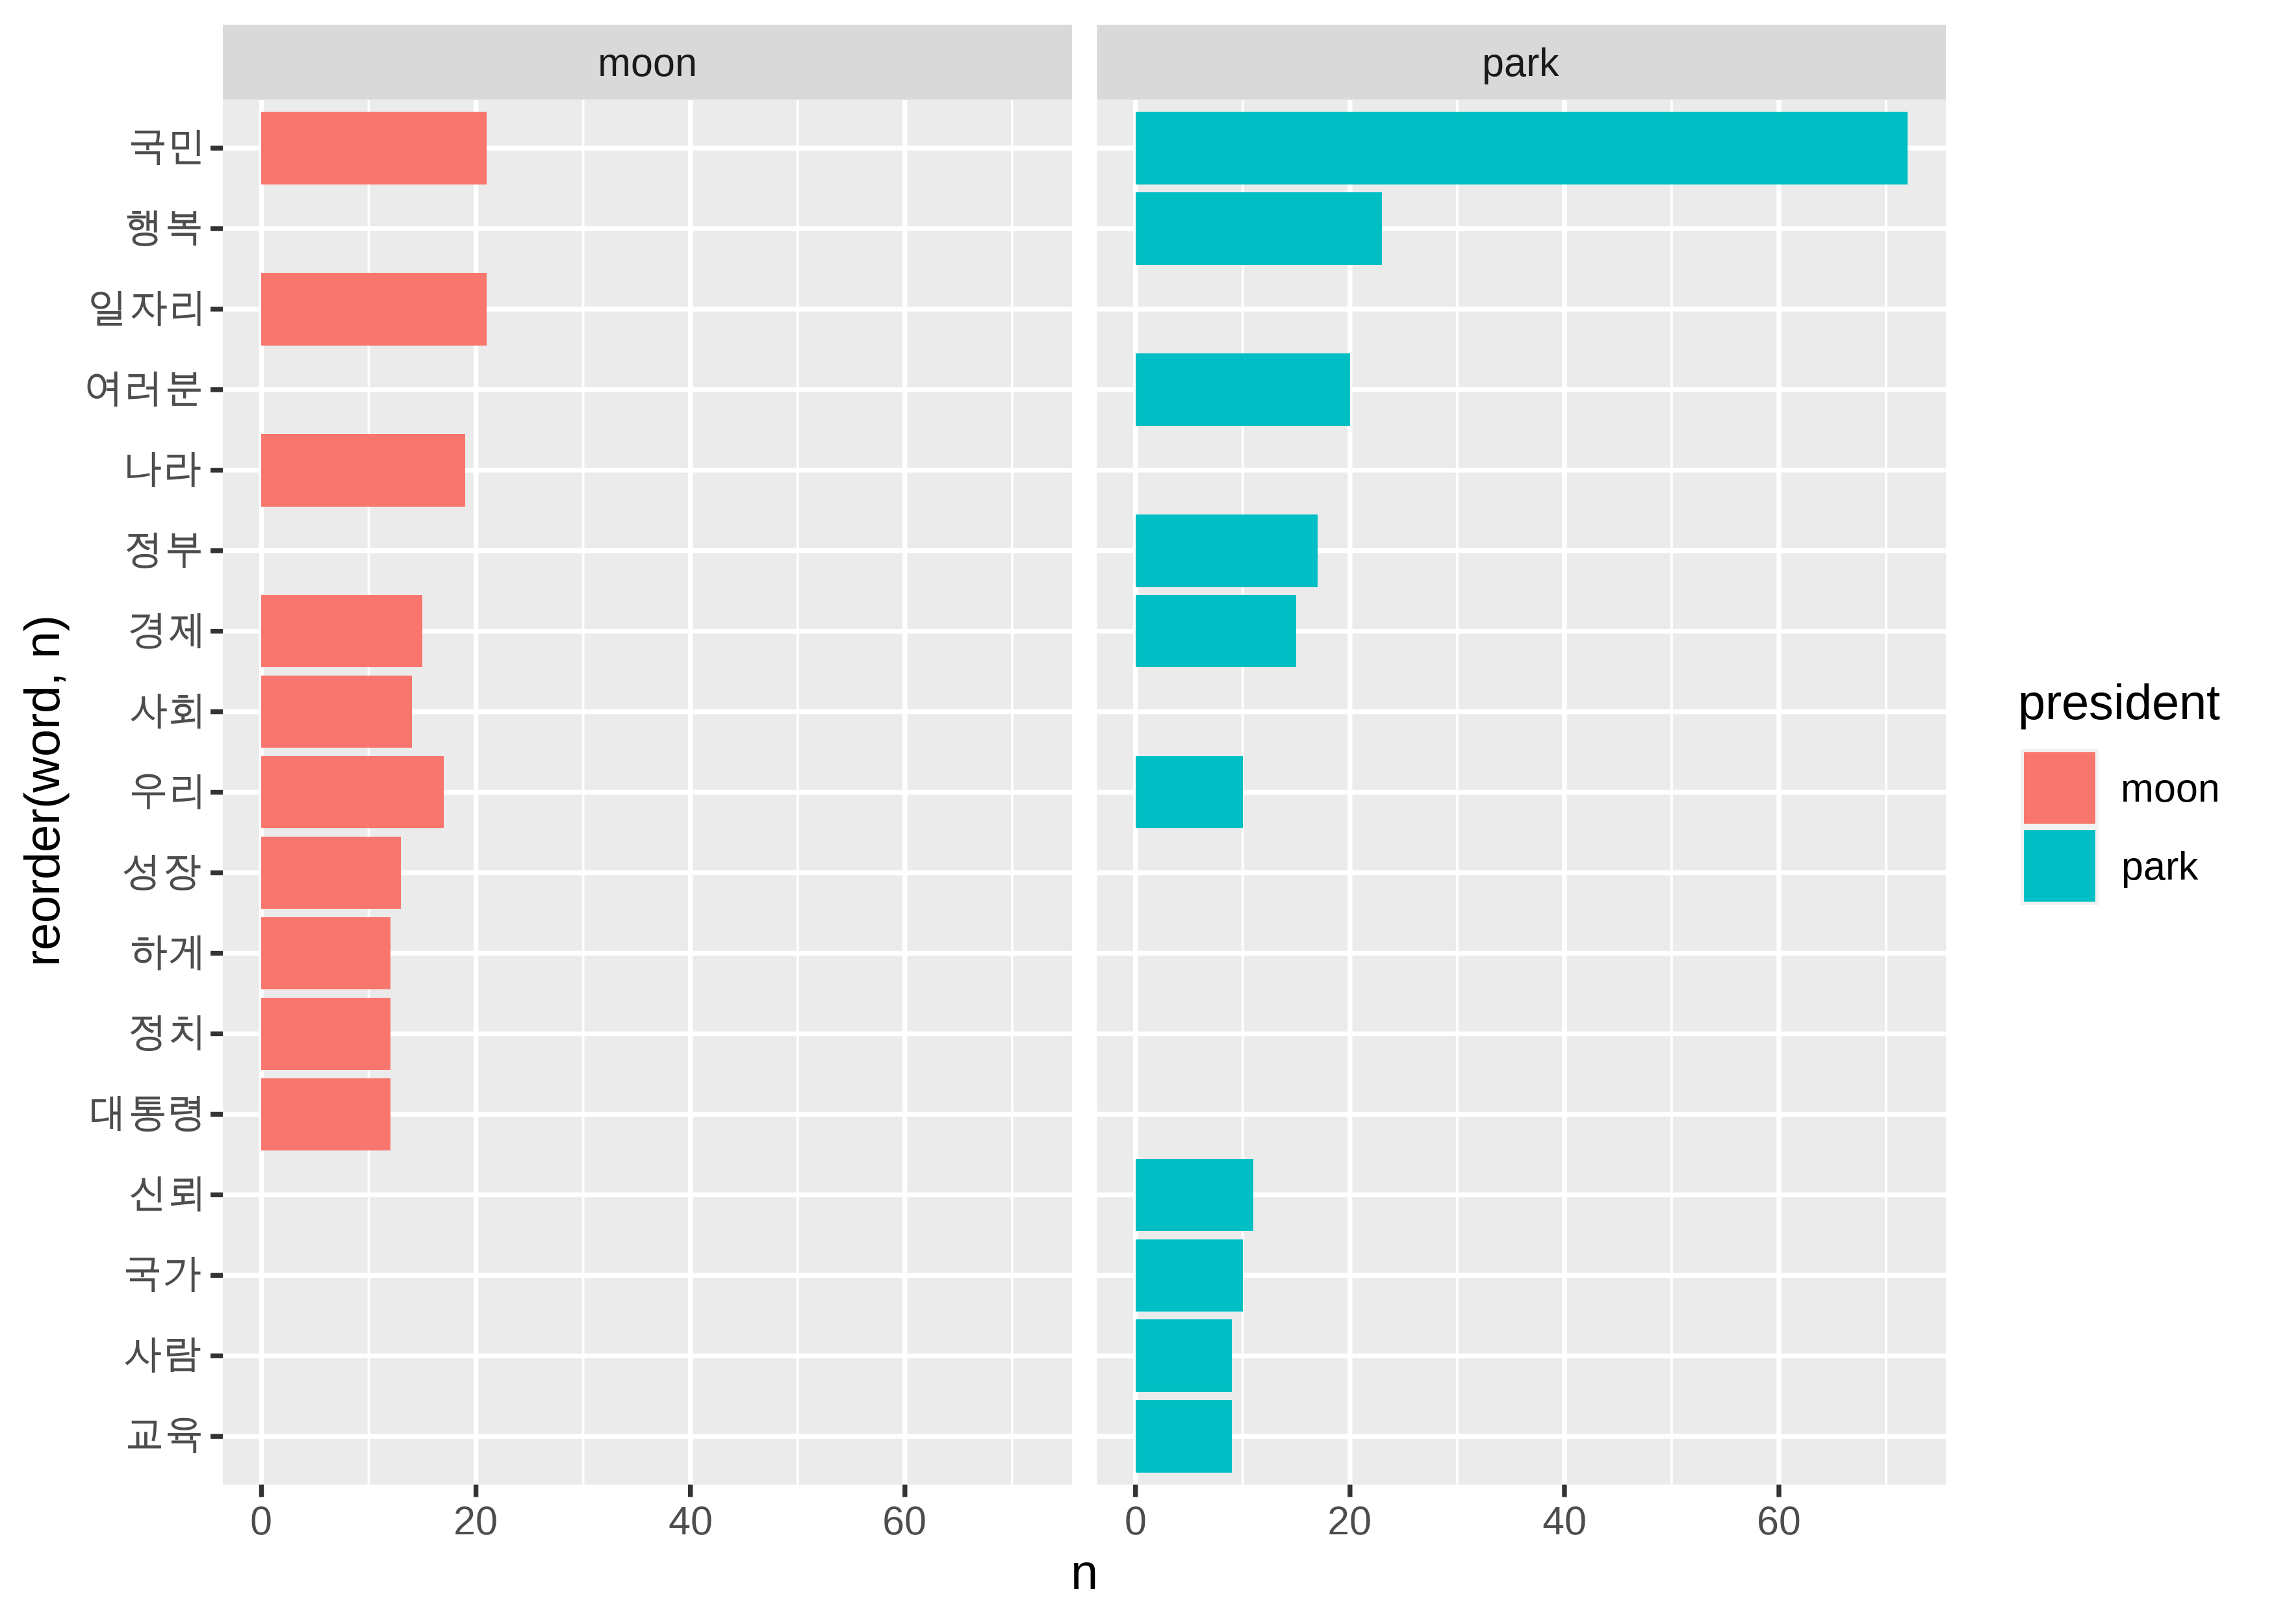 moon
park
국민
행복
일자리
여러분
나라
정부
경제
사회
우리
성장
하게
정치
대통령
신뢰
국가
사람
교육
reorder(word, n)
0 20 40 60
0 20 40 60
n
president
moon
park